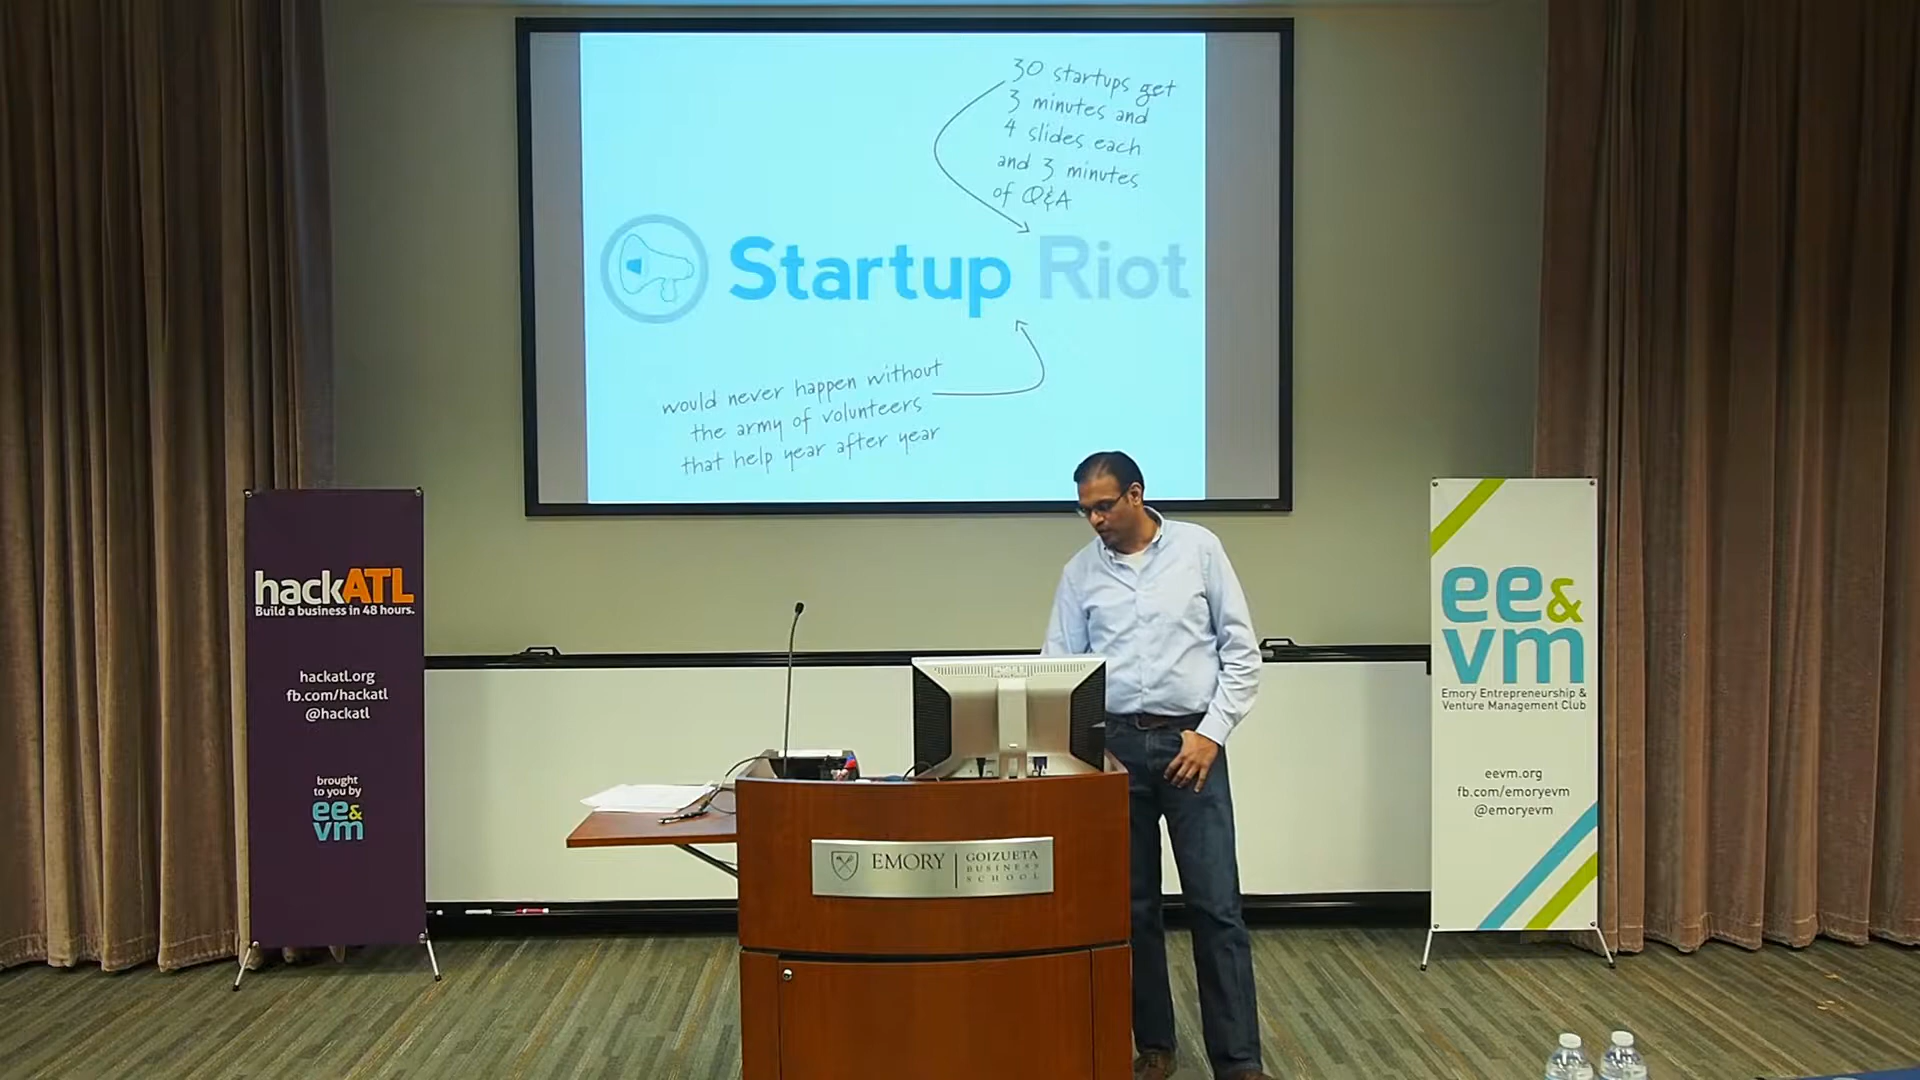 30 startups get
3 minutes and
4 slides each
and 3 minutes
of Q&A
Startup Riot
would never happen without
the army of volunteers
that help year after year
hackATL
Build a business in 48 hours.
hackatl.org
fb.com/hackatl
@hackatl
brought
to you by
ee&
vm
EMORY
GOIZUETA
BUSINESS
SCHOOL
ee&
vm
Emory Entrepreneurship &
Venture Management Club
eevm.org
fb.com/emoryevm
@emoryevm